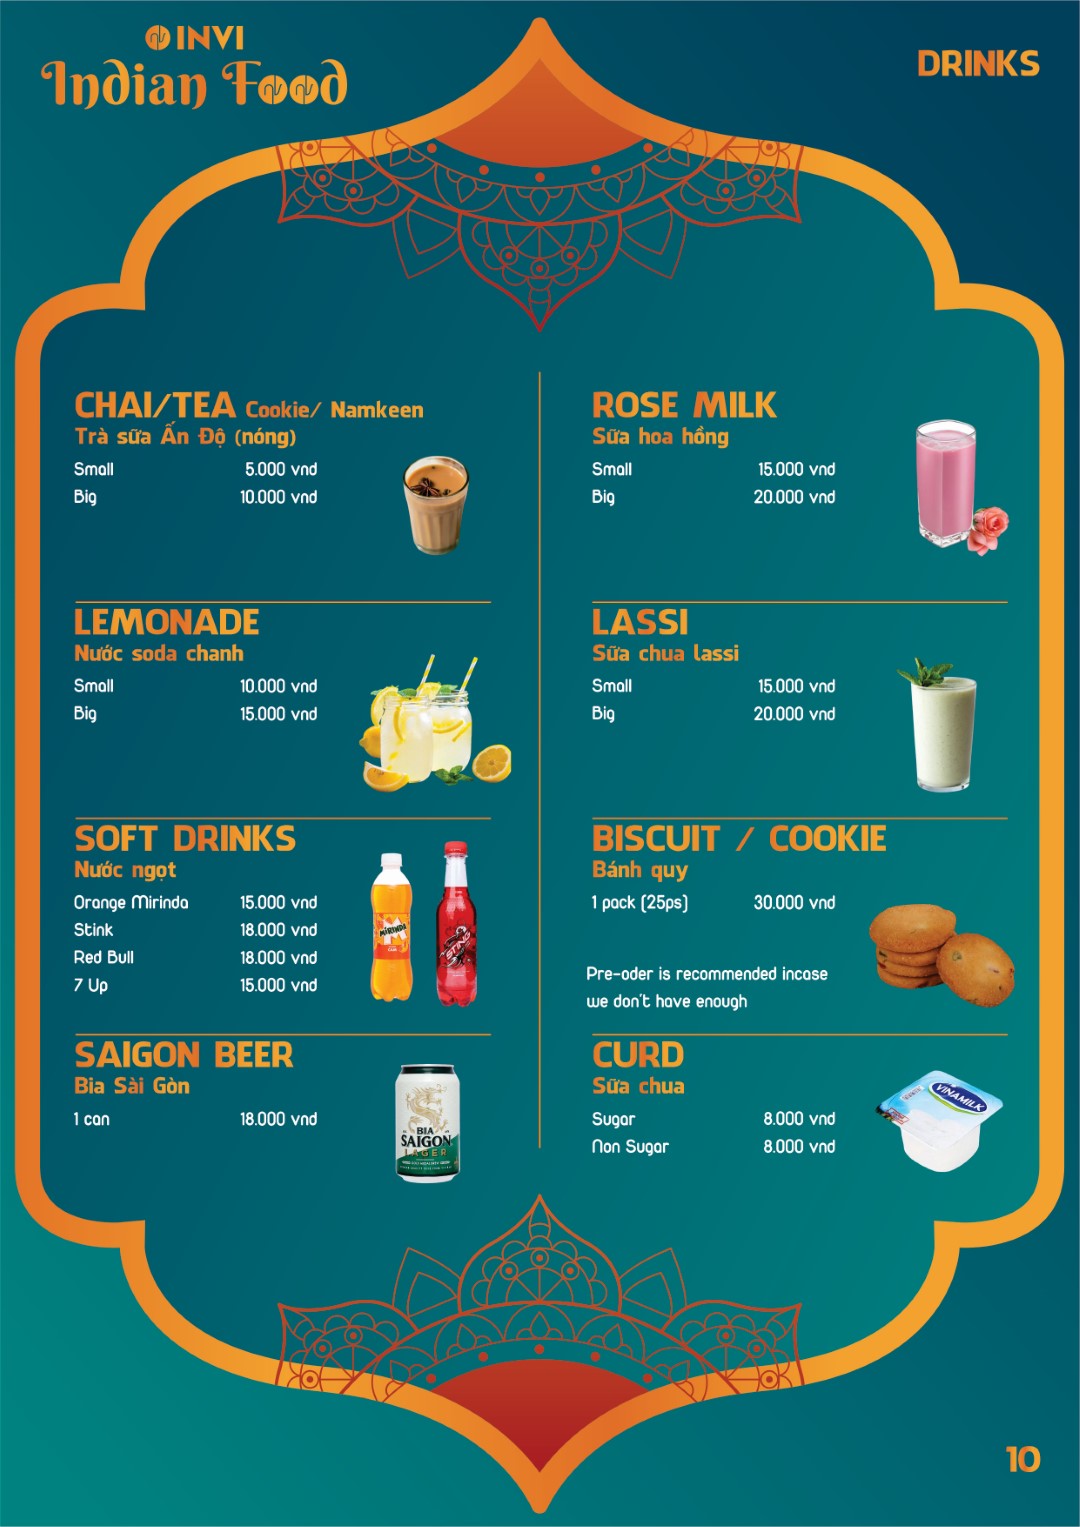 INVI
Indian Food
DRINKS
CHAI/TEA Cookie/ Namkeen
Trà sữa Ấn Độ (nóng)
Small 5.000 vnd
Big 10.000 vnd
LEMONADE
Nước soda chanh
Small 10.000 vnd
Big 15.000 vnd
SOFT DRINKS
Nước ngọt
Orange Mirinda 15.000 vnd
Stink 18.000 vnd
Red Bull 18.000 vnd
7 Up 15.000 vnd
MIRINDA
STING
SAIGON BEER
Bia Sài Gòn
1 can 18.000 vnd
BIA
SAIGON
LAGER
ROSE MILK
Sữa hoa hồng
Small 15.000 vnd
Big 20.000 vnd
LASSI
Sữa chua lassi
Small 15.000 vnd
Big 20.000 vnd
BISCUIT / COOKIE
Bánh quy
1 pack (25ps) 30.000 vnd
Pre-oder is recommended incase
we don't have enough
CURD
Sữa chua
Sugar 8.000 vnd
Non Sugar 8.000 vnd
VINAMILK
10